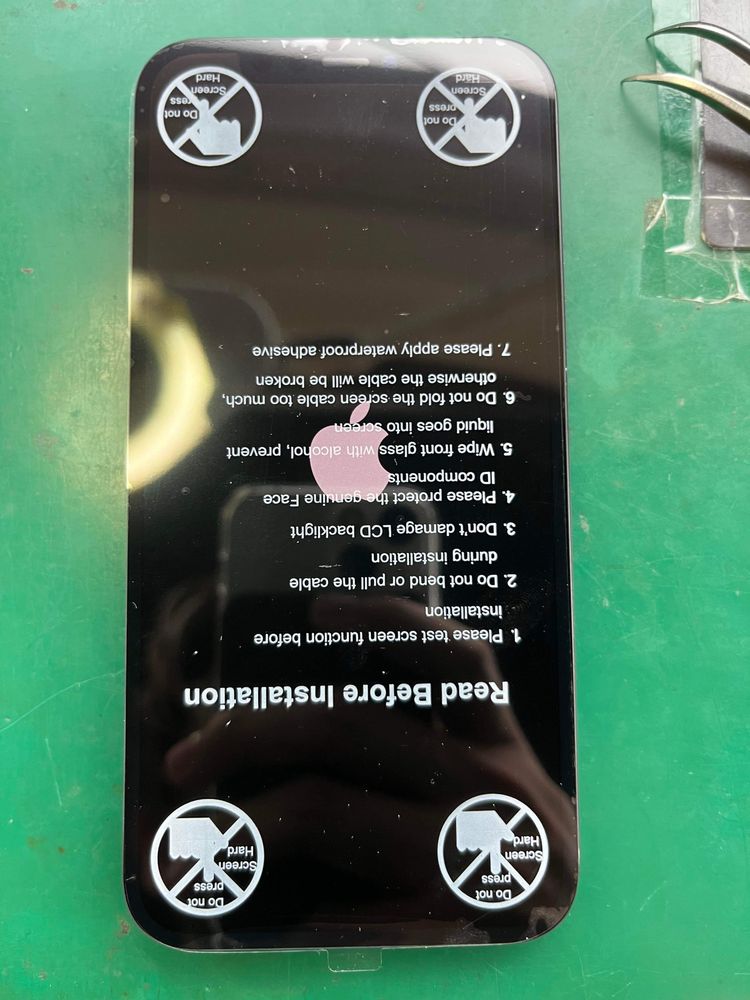 Read Before Installation
1. Please test screen function before
installation
2. Do not bend or pull the cable
during installation
3. Don't damage LCD backlight
4. Please protect the genuine Face
ID components
5. Wipe front glass with alcohol, prevent
liquid goes into screen
6. Do not fold the screen cable too much,
otherwise the cable will be broken
7. Please apply waterproof adhesive
Do not
press
Screen
Hard
Do not
press
Screen
Hard
Do not
press
Screen
Hard
Do not
press
Screen
Hard